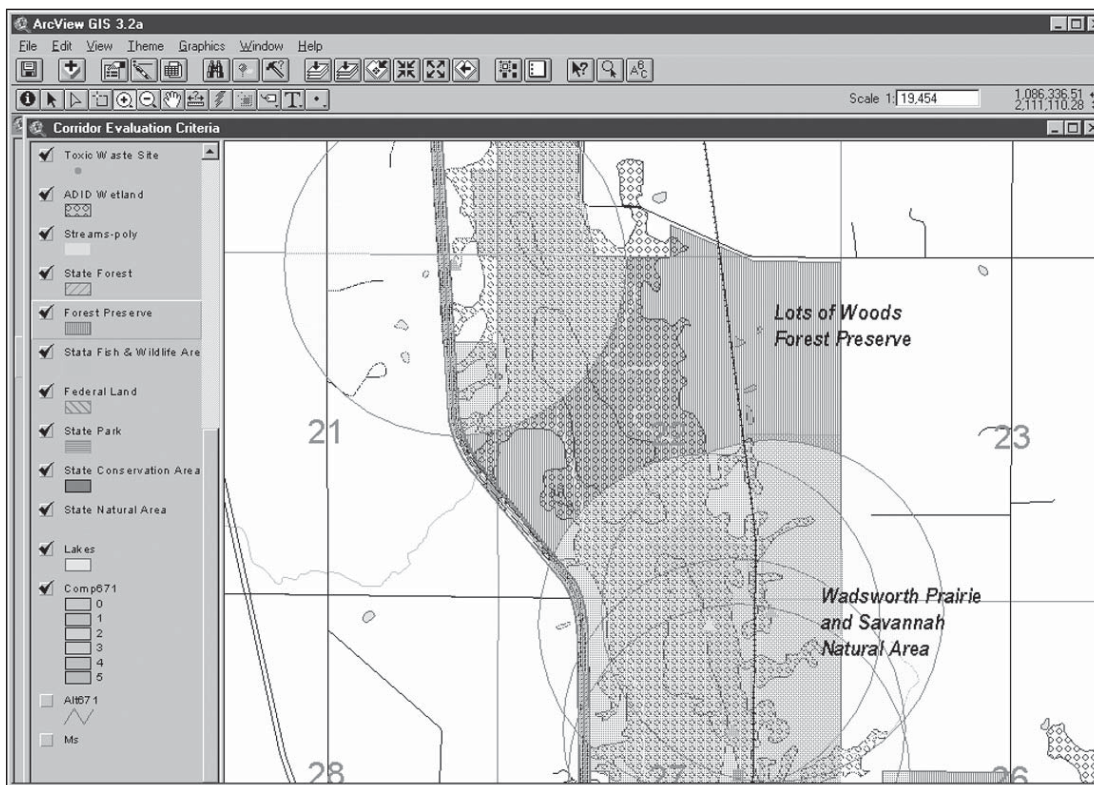 ArcView GIS 3.2a
File Edit View Theme Graphics Window Help
Scale 1: 19,454
1,086,336.51
2,111,110.28
Corridor Evaluation Criteria
Toxic Waste Site
ADID Wetland
Streams-poly
State Forest
Forest Preserve
Stata Fish & Wildlife Are
Federal Land
State Park
State Conservation Area
State Natural Area
Lakes
Comp671
0
1
2
3
4
5
Alt671
Ms
Lots of Woods
Forest Preserve
21
22
23
Wadsworth Prairie
and Savannah
Natural Area
28
27
26